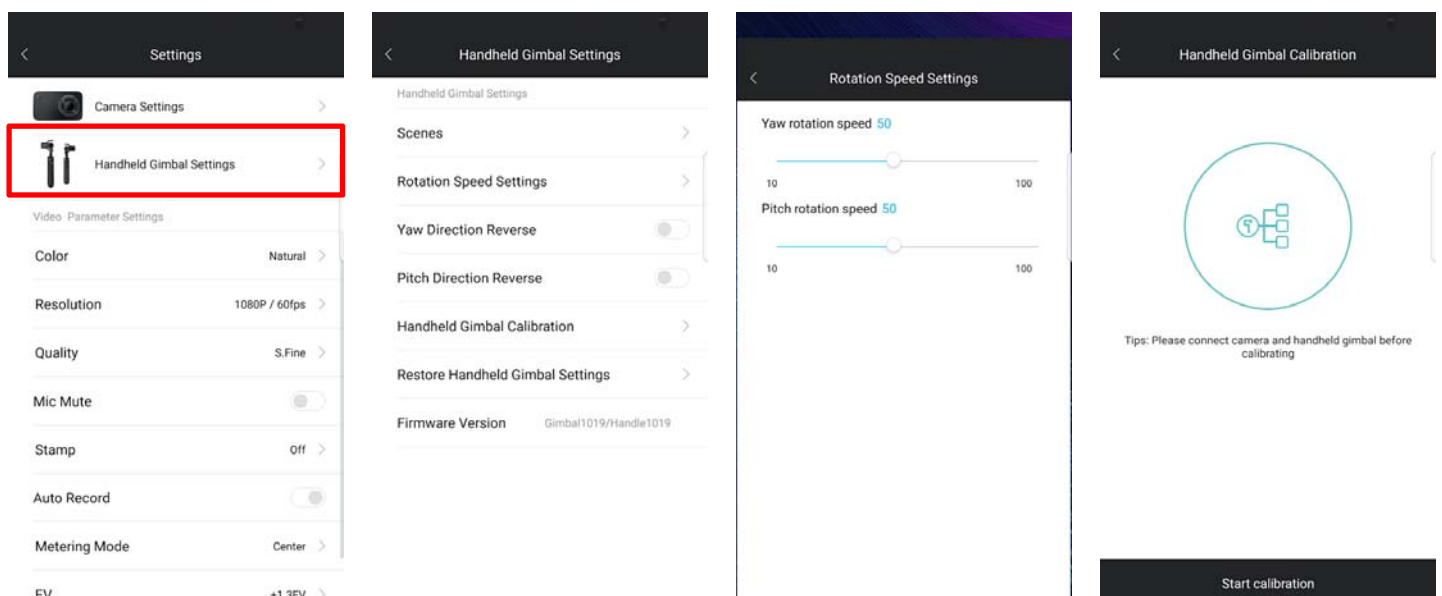 Settings
Camera Settings
Handheld Gimbal Settings
Video Parameter Settings
Color Natural
Resolution 1080P / 60fps
Quality S.Fine
Mic Mute
Stamp Off
Auto Record
Metering Mode Center
EV ±1.3EV
Handheld Gimbal Settings
Handheld Gimbal Settings
Scenes
Rotation Speed Settings
Yaw Direction Reverse
Pitch Direction Reverse
Handheld Gimbal Calibration
Restore Handheld Gimbal Settings
Firmware Version Gimbal1019/Handle1019
Rotation Speed Settings
Yaw rotation speed 50
10 100
Pitch rotation speed 50
10 100
Handheld Gimbal Calibration
Tips: Please connect camera and handheld gimbal before
calibrating
Start calibration